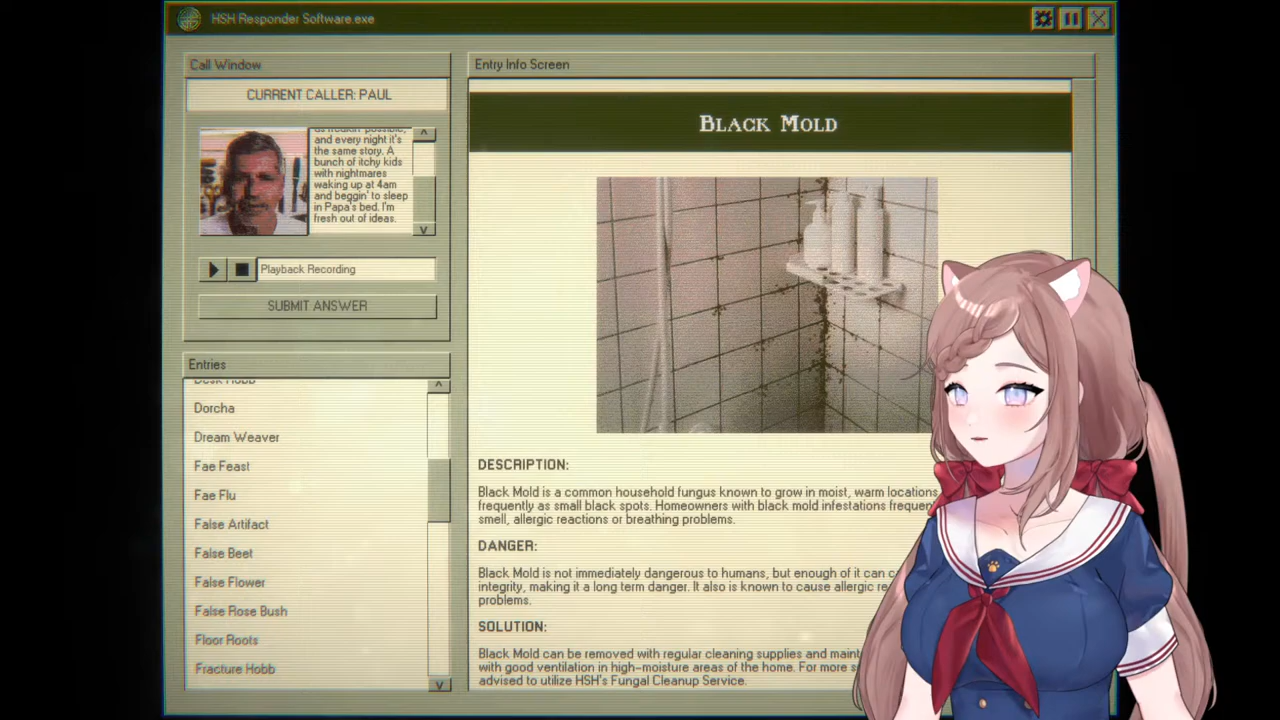 HSH Responder Software.exe
Call Window
CURRENT CALLER: PAUL
as freakin' possible,
and every night it's
the same story. A
bunch of itchy kids
with nightmares
waking up at 4am
and beggin' to sleep
in Papa's bed. I'm
fresh out of ideas.
Playback Recording
SUBMIT ANSWER
Entries
Desk Hobb
Dorcha
Dream Weaver
Fae Feast
Fae Flu
False Artifact
False Beet
False Flower
False Rose Bush
Floor Roots
Fracture Hobb
Entry Info Screen
BLACK MOLD
DESCRIPTION:
Black Mold is a common household fungus known to grow in moist, warm locations
frequently as small black spots. Homeowners with black mold infestations frequen
smell, allergic reactions or breathing problems.
DANGER:
Black Mold is not immediately dangerous to humans, but enough of it can c
integrity, making it a long term danger. It also is known to cause allergic re
problems.
SOLUTION:
Black Mold can be removed with regular cleaning supplies and maint
with good ventilation in high-moisture areas of the home. For more s
advised to utilize HSH's Fungal Cleanup Service.